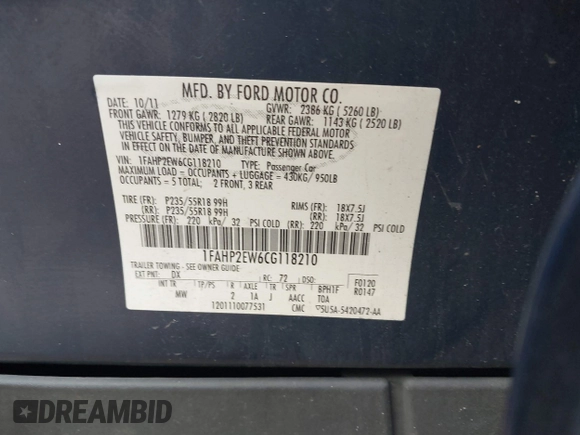 MFD. BY FORD MOTOR CO.
DATE: 10/11 GVWR: 2386 KG ( 5260 LB)
FRONT GAWR: 1279 KG ( 2820 LB) REAR GAWR: 1143 KG ( 2520 LB)
THIS VEHICLE CONFORMS TO ALL APPLICABLE FEDERAL MOTOR
VEHICLE SAFETY, BUMPER, AND THEFT PREVENTION STANDARDS
IN EFFECT ON THE DATE OF MANUFACTURE SHOWN ABOVE.
VIN: 1FAHP2EW6CG118210 TYPE: Passenger Car
MAXIMUM LOAD = OCCUPANTS + LUGGAGE = 430KG/ 950LB
OCCUPANTS = 5 TOTAL: 2 FRONT, 3 REAR
TIRE (FR): P235/55R18 99H RIMS (FR): 18X7.5J
(RR): P235/55R18 99H (RR): 18X7.5J
PRESSURE (FR): 220 kPa/ 32 PSI COLD (RR): 220 kPa/ 32 PSI COLD
1FAHP2EW6CG118210
TRAILER TOWING - SEE OWNER GUIDE
EXT PNT: DX RC: 72 DSO: F0120
INT TR TP/PS R AXLE TR SPR BPH1F R0147
MW 2 1A J AACC T0A
1201110077531 CMC 5U5A-5420472-AA
DREAMBID